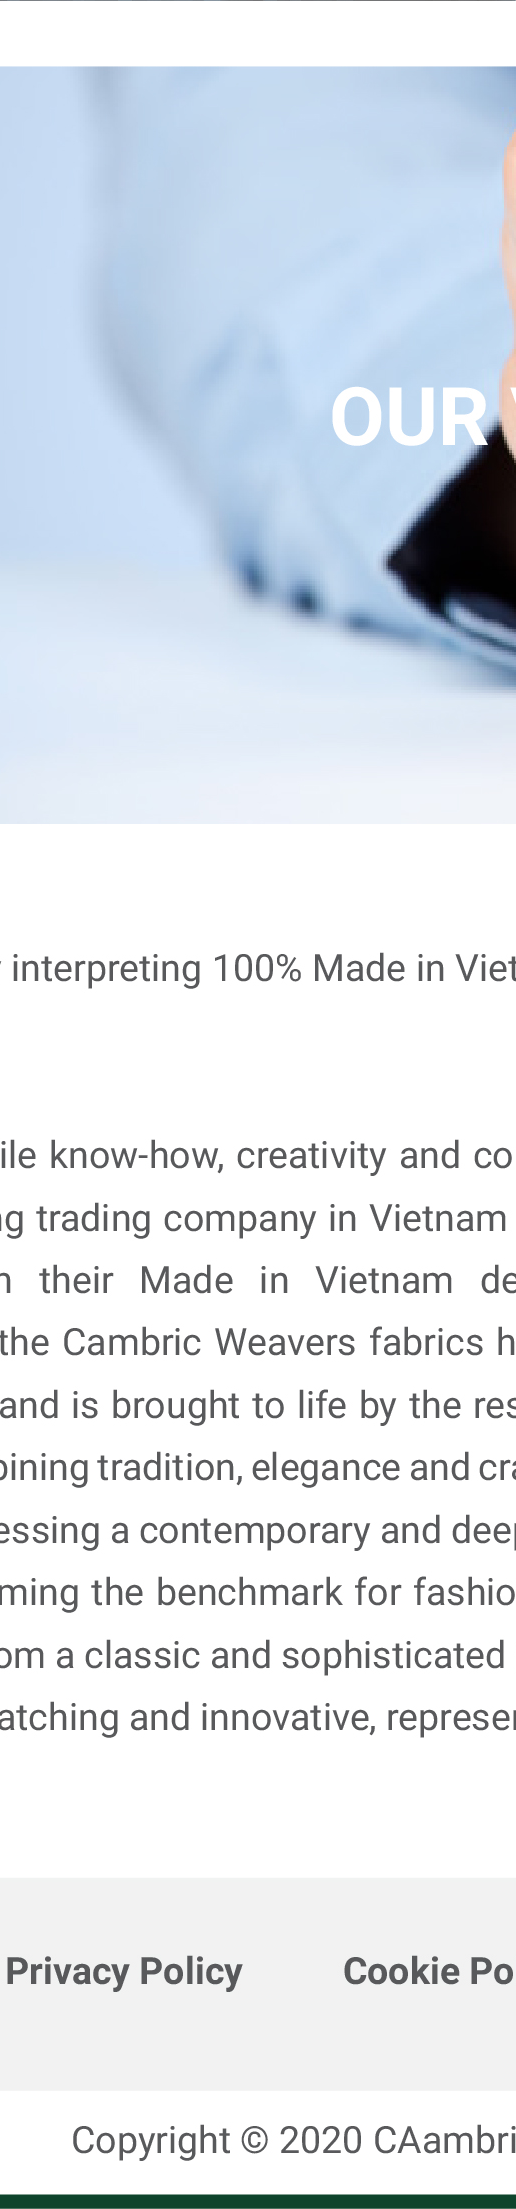 OUR
interpreting 100% Made in Viet
ile know-how, creativity and co
ng trading company in Vietnam
their Made in Vietnam de
the Cambric Weavers fabrics h
and is brought to life by the res
bining tradition, elegance and cra
essing a contemporary and deep
ming the benchmark for fashio
om a classic and sophisticated
atching and innovative, represen
Privacy Policy Cookie Po
Copyright © 2020 CAambri